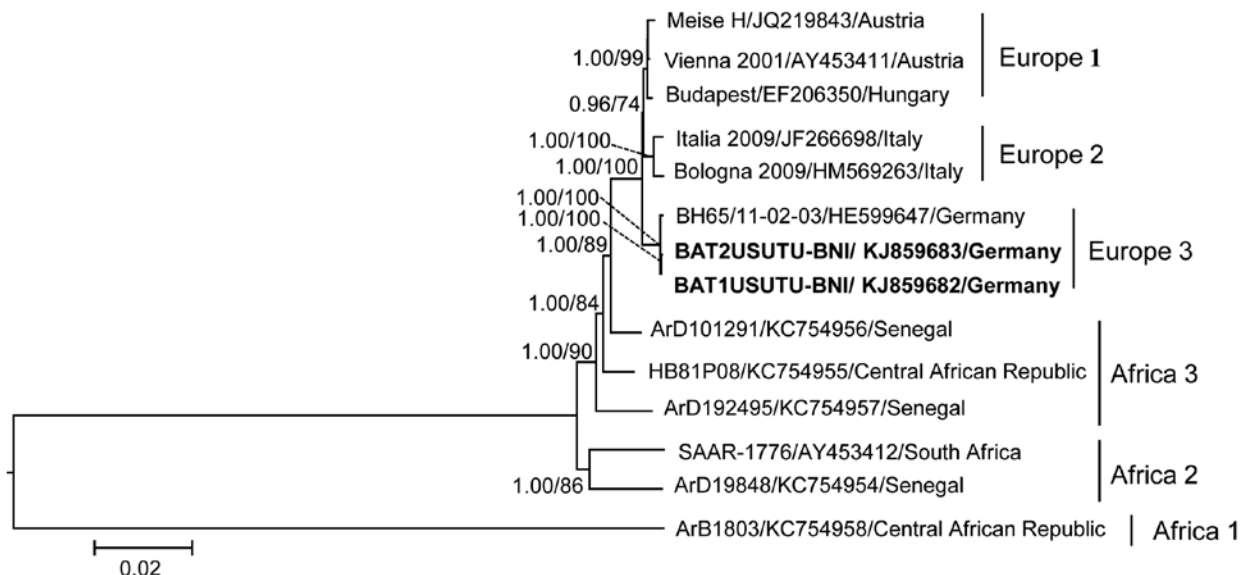 Meise H/JQ219843/Austria
1.00/99
Vienna 2001/AY453411/Austria
Europe 1
Budapest/EF206350/Hungary
0.96/74
Italia 2009/JF266698/Italy
1.00/100
Europe 2
1.00/100
Bologna 2009/HM569263/Italy
1.00/100
BH65/11-02-03/HE599647/Germany
1.00/100
1.00/89
BAT2USUTU-BNI/ KJ859683/Germany
Europe 3
BAT1USUTU-BNI/ KJ859682/Germany
1.00/84
ArD101291/KC754956/Senegal
1.00/90
HB81P08/KC754955/Central African Republic
Africa 3
ArD192495/KC754957/Senegal
SAAR-1776/AY453412/South Africa
Africa 2
1.00/86
ArD19848/KC754954/Senegal
ArB1803/KC754958/Central African Republic
Africa 1
0.02